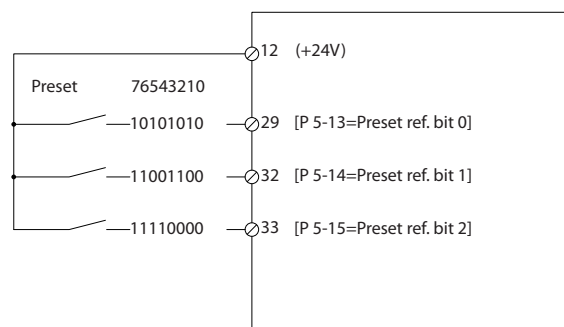 12 (+24V)
Preset 76543210
10101010 29 [P 5-13=Preset ref. bit 0]
11001100 32 [P 5-14=Preset ref. bit 1]
11110000 33 [P 5-15=Preset ref. bit 2]